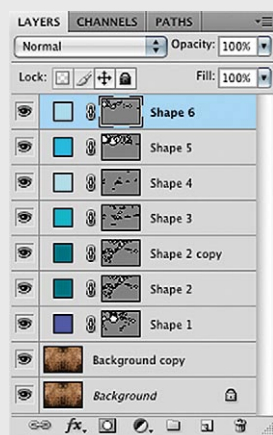 LAYERS CHANNELS PATHS
Normal Opacity: 100%
Lock: Fill: 100%
Shape 6
Shape 5
Shape 4
Shape 3
Shape 2 copy
Shape 2
Shape 1
Background copy
Background
fx.